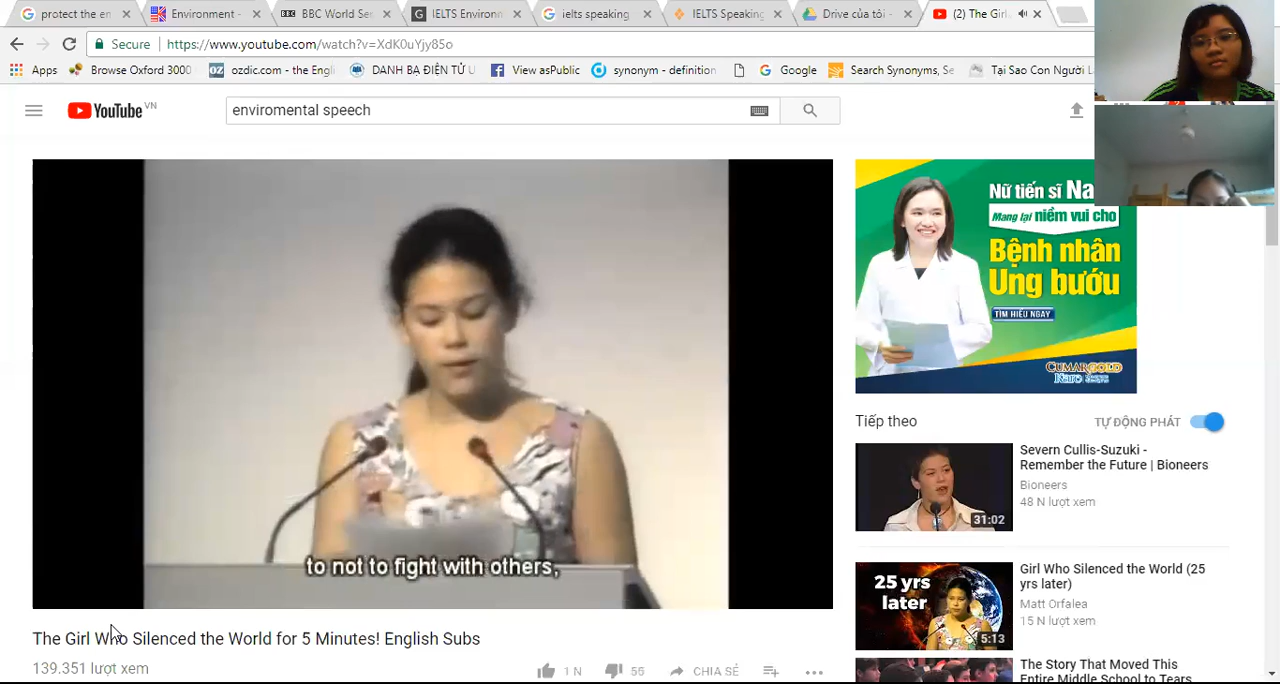 protect the en
Environment -
BBC World Se
IELTS Environm
ielts speaking
IELTS Speaking
Drive của tôi -
(2) The Girl
Secure
https://www.youtube.com/watch?v=XdK0uYjy85o
Apps
Browse Oxford 3000
ozdic.com - the Engl
DANH BẠ ĐIỆN TỬ U
View asPublic
synonym - definition
Google
Search Synonyms, Se
Tại Sao Con Người L
YouTube VN
enviromental speech
to not to fight with others,
The Girl Who Silenced the World for 5 Minutes! English Subs
139.351 lượt xem
1 N
55
CHIA SẺ
Nữ tiến sĩ Na
Mang lại niềm vui cho
Bệnh nhân
Ung bướu
TÌM HIỂU NGAY
CUMARGOLD
Tiếp theo
TỰ ĐỘNG PHÁT
Severn Cullis-Suzuki -
Remember the Future | Bioneers
Bioneers
48 N lượt xem
31:02
25 yrs
later
5:13
Girl Who Silenced the World (25
yrs later)
Matt Orfalea
15 N lượt xem
The Story That Moved This
Entire Middle School to Tears